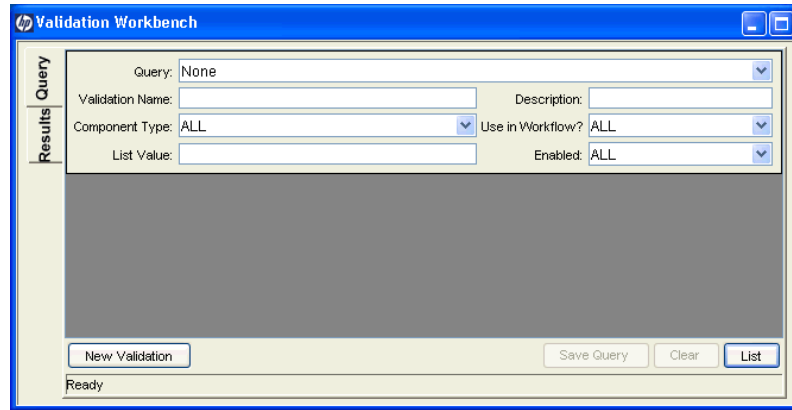 hp Validation Workbench
Query
Results
Query: None
Validation Name: Description:
Component Type: ALL Use in Workflow? ALL
List Value: Enabled: ALL
New Validation Save Query Clear List
Ready